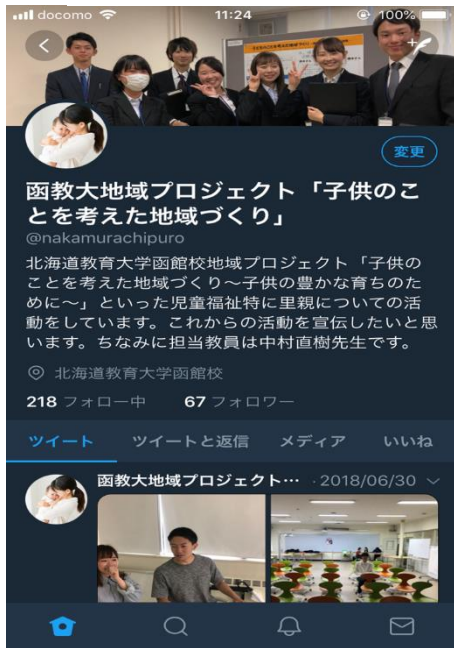 docomo 11:24 100%
変更
函教大地域プロジェクト「子供のこ
とを考えた地域づくり」
@nakamurachipuro
北海道教育大学函館校地域プロジェクト「子供の
ことを考えた地域づくり〜子供の豊かな育ちのた
めに〜」といった児童福祉特に里親についての活
動をしています。これからの活動を宣伝したいと思
います。ちなみに担当教員は中村直樹先生です。
北海道教育大学函館校
218 フォロー中 67 フォロワー
ツイート ツイートと返信 メディア いいね
函教大地域プロジェクト… · 2018/06/30